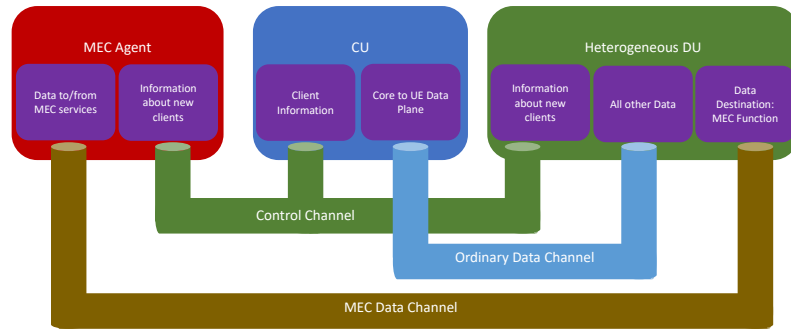 MEC Agent
Data to/from
MEC services
Information
about new
clients
CU
Client
Information
Core to UE Data
Plane
Heterogeneous DU
Information
about new
clients
All other Data
Data
Destination:
MEC Function
Control Channel
Ordinary Data Channel
MEC Data Channel